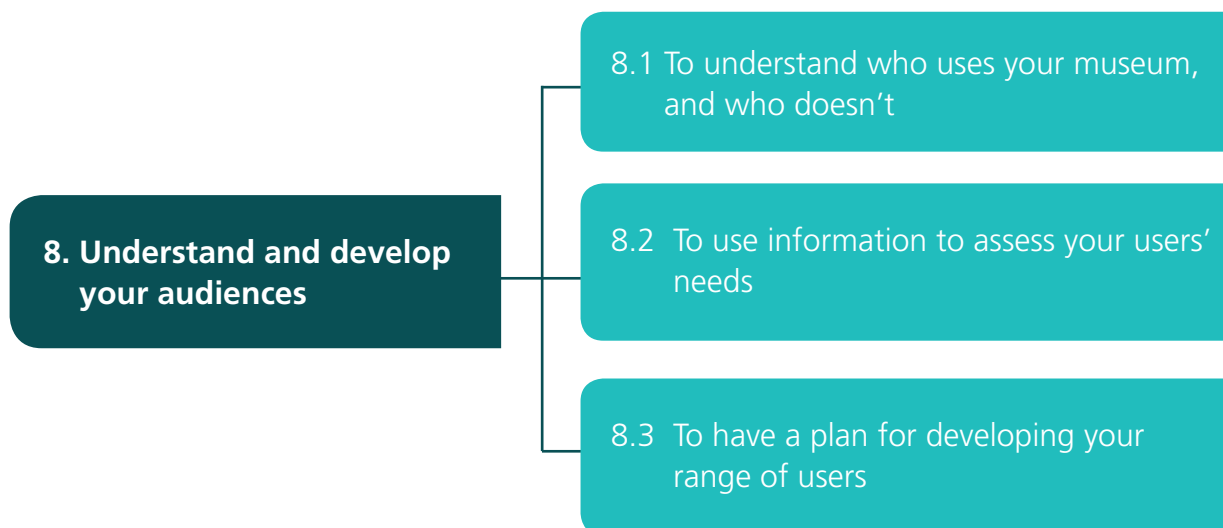 8. Understand and develop
your audiences
8.1 To understand who uses your museum,
and who doesn’t
8.2 To use information to assess your users’
needs
8.3 To have a plan for developing your
range of users